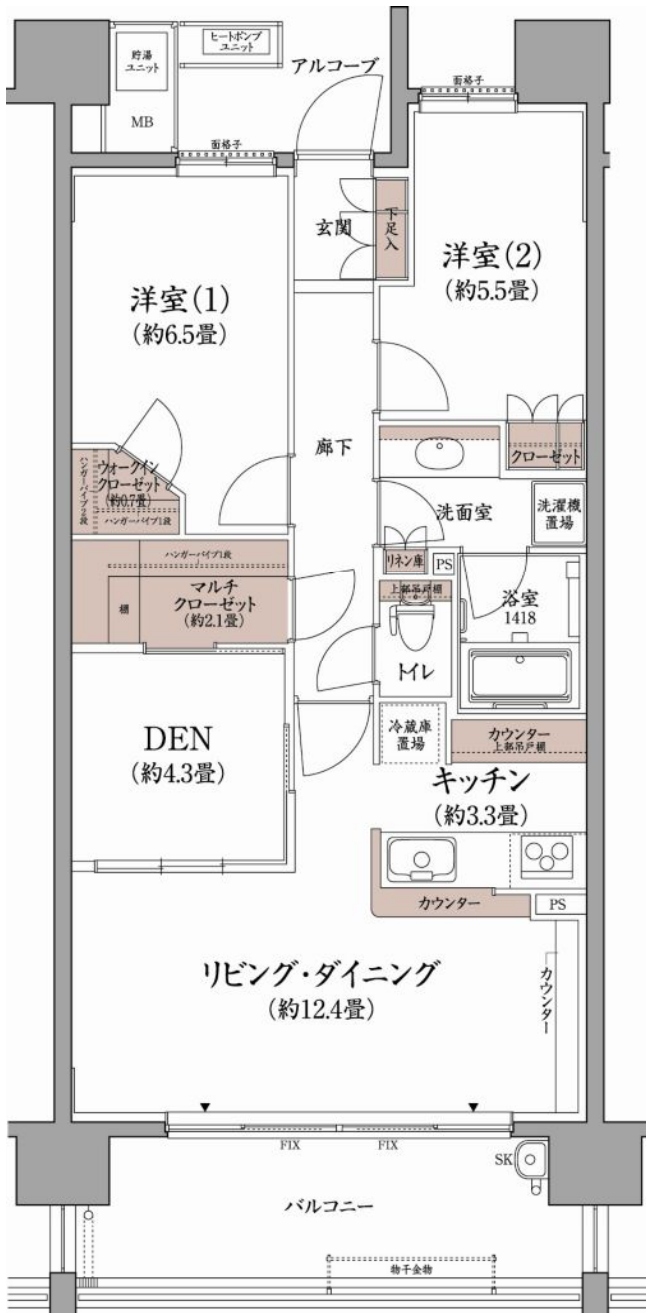 ヒートポンプ
ユニット
貯湯
ユニット
アルコーブ
MB
面格子
面格子
玄関
下足入
洋室(1)
(約6.5畳)
洋室(2)
(約5.5畳)
廊下
クローゼット
ウォークイン
クローゼット
(約0.7畳)
ハンガーパイプ2段
ハンガーパイプ1段
洗面室
洗濯機
置場
リネン庫
PS
ハンガーパイプ1段
マルチ
クローゼット
(約2.1畳)
棚
上部吊戸棚
トイレ
浴室
1418
DEN
(約4.3畳)
冷蔵庫
置場
カウンター
上部吊戸棚
キッチン
(約3.3畳)
カウンター
PS
リビング・ダイニング
(約12.4畳)
カウンター
FIX
FIX
SK
バルコニー
物干金物